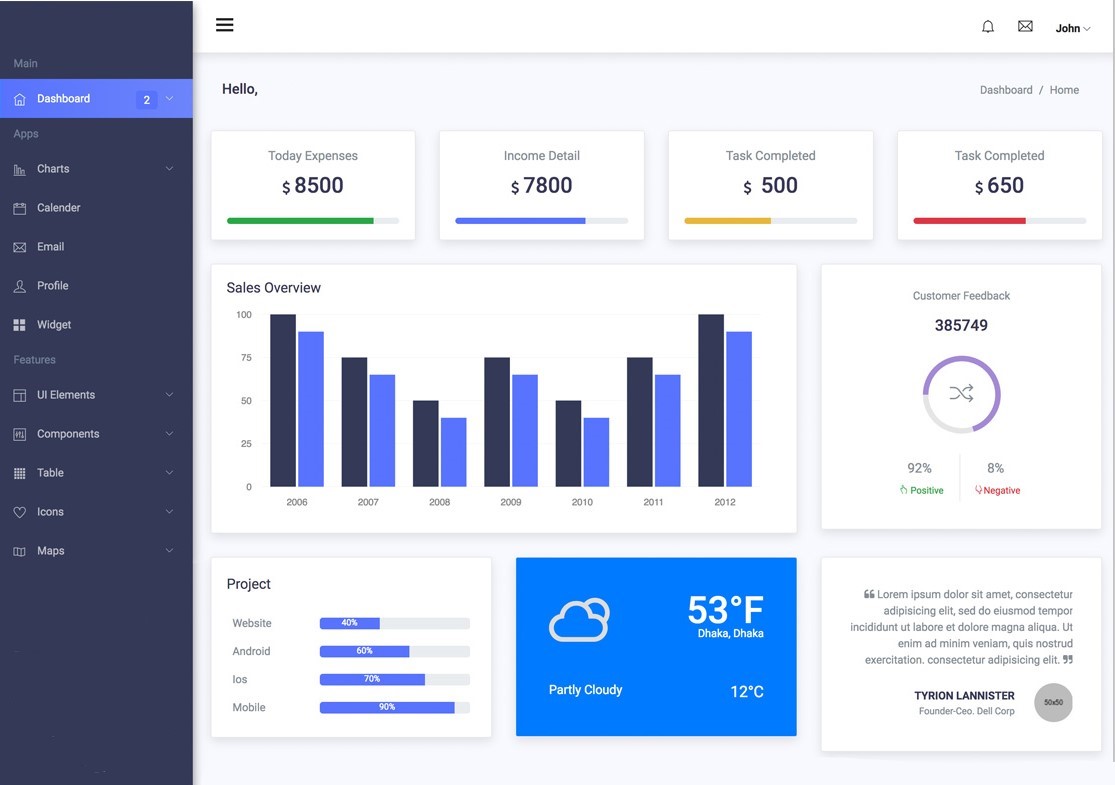 John
Main
Hello,
Dashboard / Home
Dashboard 2
Apps
Charts
Calender
Email
Profile
Widget
Features
UI Elements
Components
Table
Icons
Maps
Today Expenses
$ 8500
Income Detail
$ 7800
Task Completed
$ 500
Task Completed
$ 650
Sales Overview
100
75
50
25
0
2006 2007 2008 2009 2010 2011 2012
Customer Feedback
385749
92% 8%
Positive Negative
Project
Website 40%
Android 60%
Ios 70%
Mobile 90%
53°F
Dhaka, Dhaka
Partly Cloudy 12°C
❝ Lorem ipsum dolor sit amet, consectetur
adipisicing elit, sed do eiusmod tempor
incididunt ut labore et dolore magna aliqua. Ut
enim ad minim veniam, quis nostrud
exercitation. consectetur adipisicing elit. ❞
TYRION LANNISTER
Founder-Ceo. Dell Corp
50x50